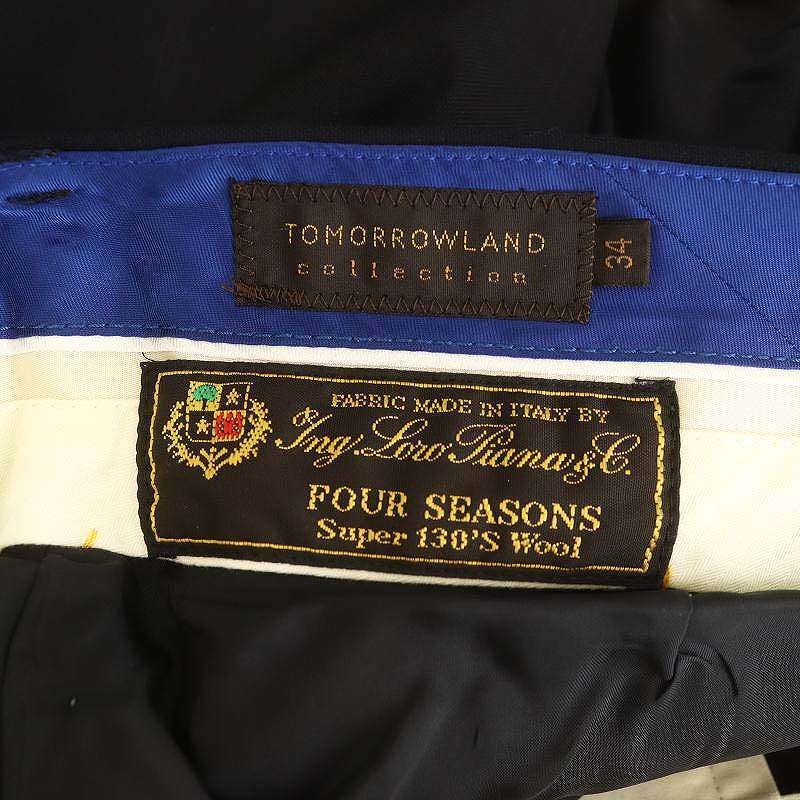 TOMORROWLAND
collection
34
FABRIC MADE IN ITALY BY
Ing. Loro Piana & C.
FOUR SEASONS
Super 130'S Wool